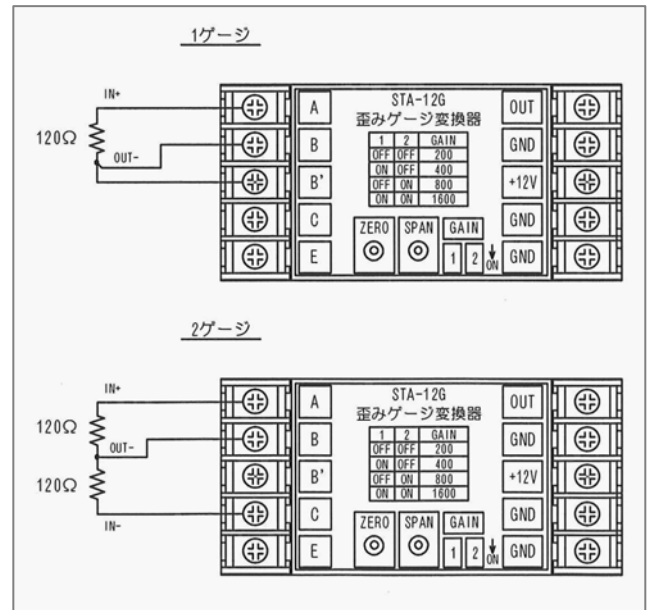 1ゲージ
IN+
120Ω
OUT-
A
B
B'
C
E
STA-12G
歪みゲージ変換器
1 2 GAIN
OFF OFF 200
ON OFF 400
OFF ON 800
ON ON 1600
ZERO SPAN GAIN
1 2 ON
OUT
GND
+12V
GND
GND
2ゲージ
IN+
120Ω
OUT-
120Ω
IN-
A
B
B'
C
E
STA-12G
歪みゲージ変換器
1 2 GAIN
OFF OFF 200
ON OFF 400
OFF ON 800
ON ON 1600
ZERO SPAN GAIN
1 2 ON
OUT
GND
+12V
GND
GND